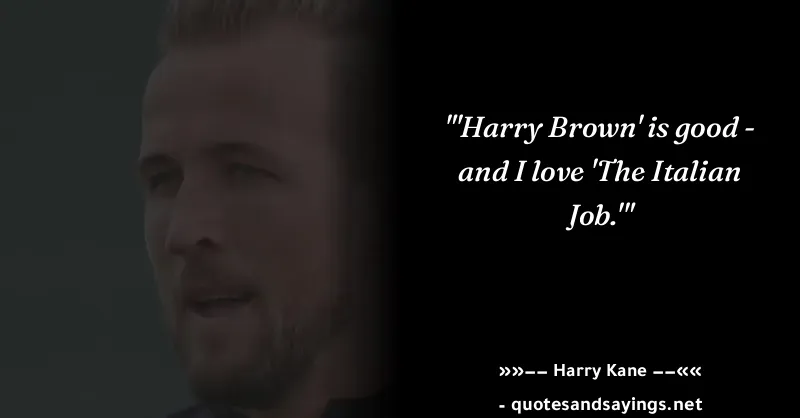 "'Harry Brown' is good -
and I love 'The Italian
Job.'"
»»−− Harry Kane −−««
- quotesandsayings.net